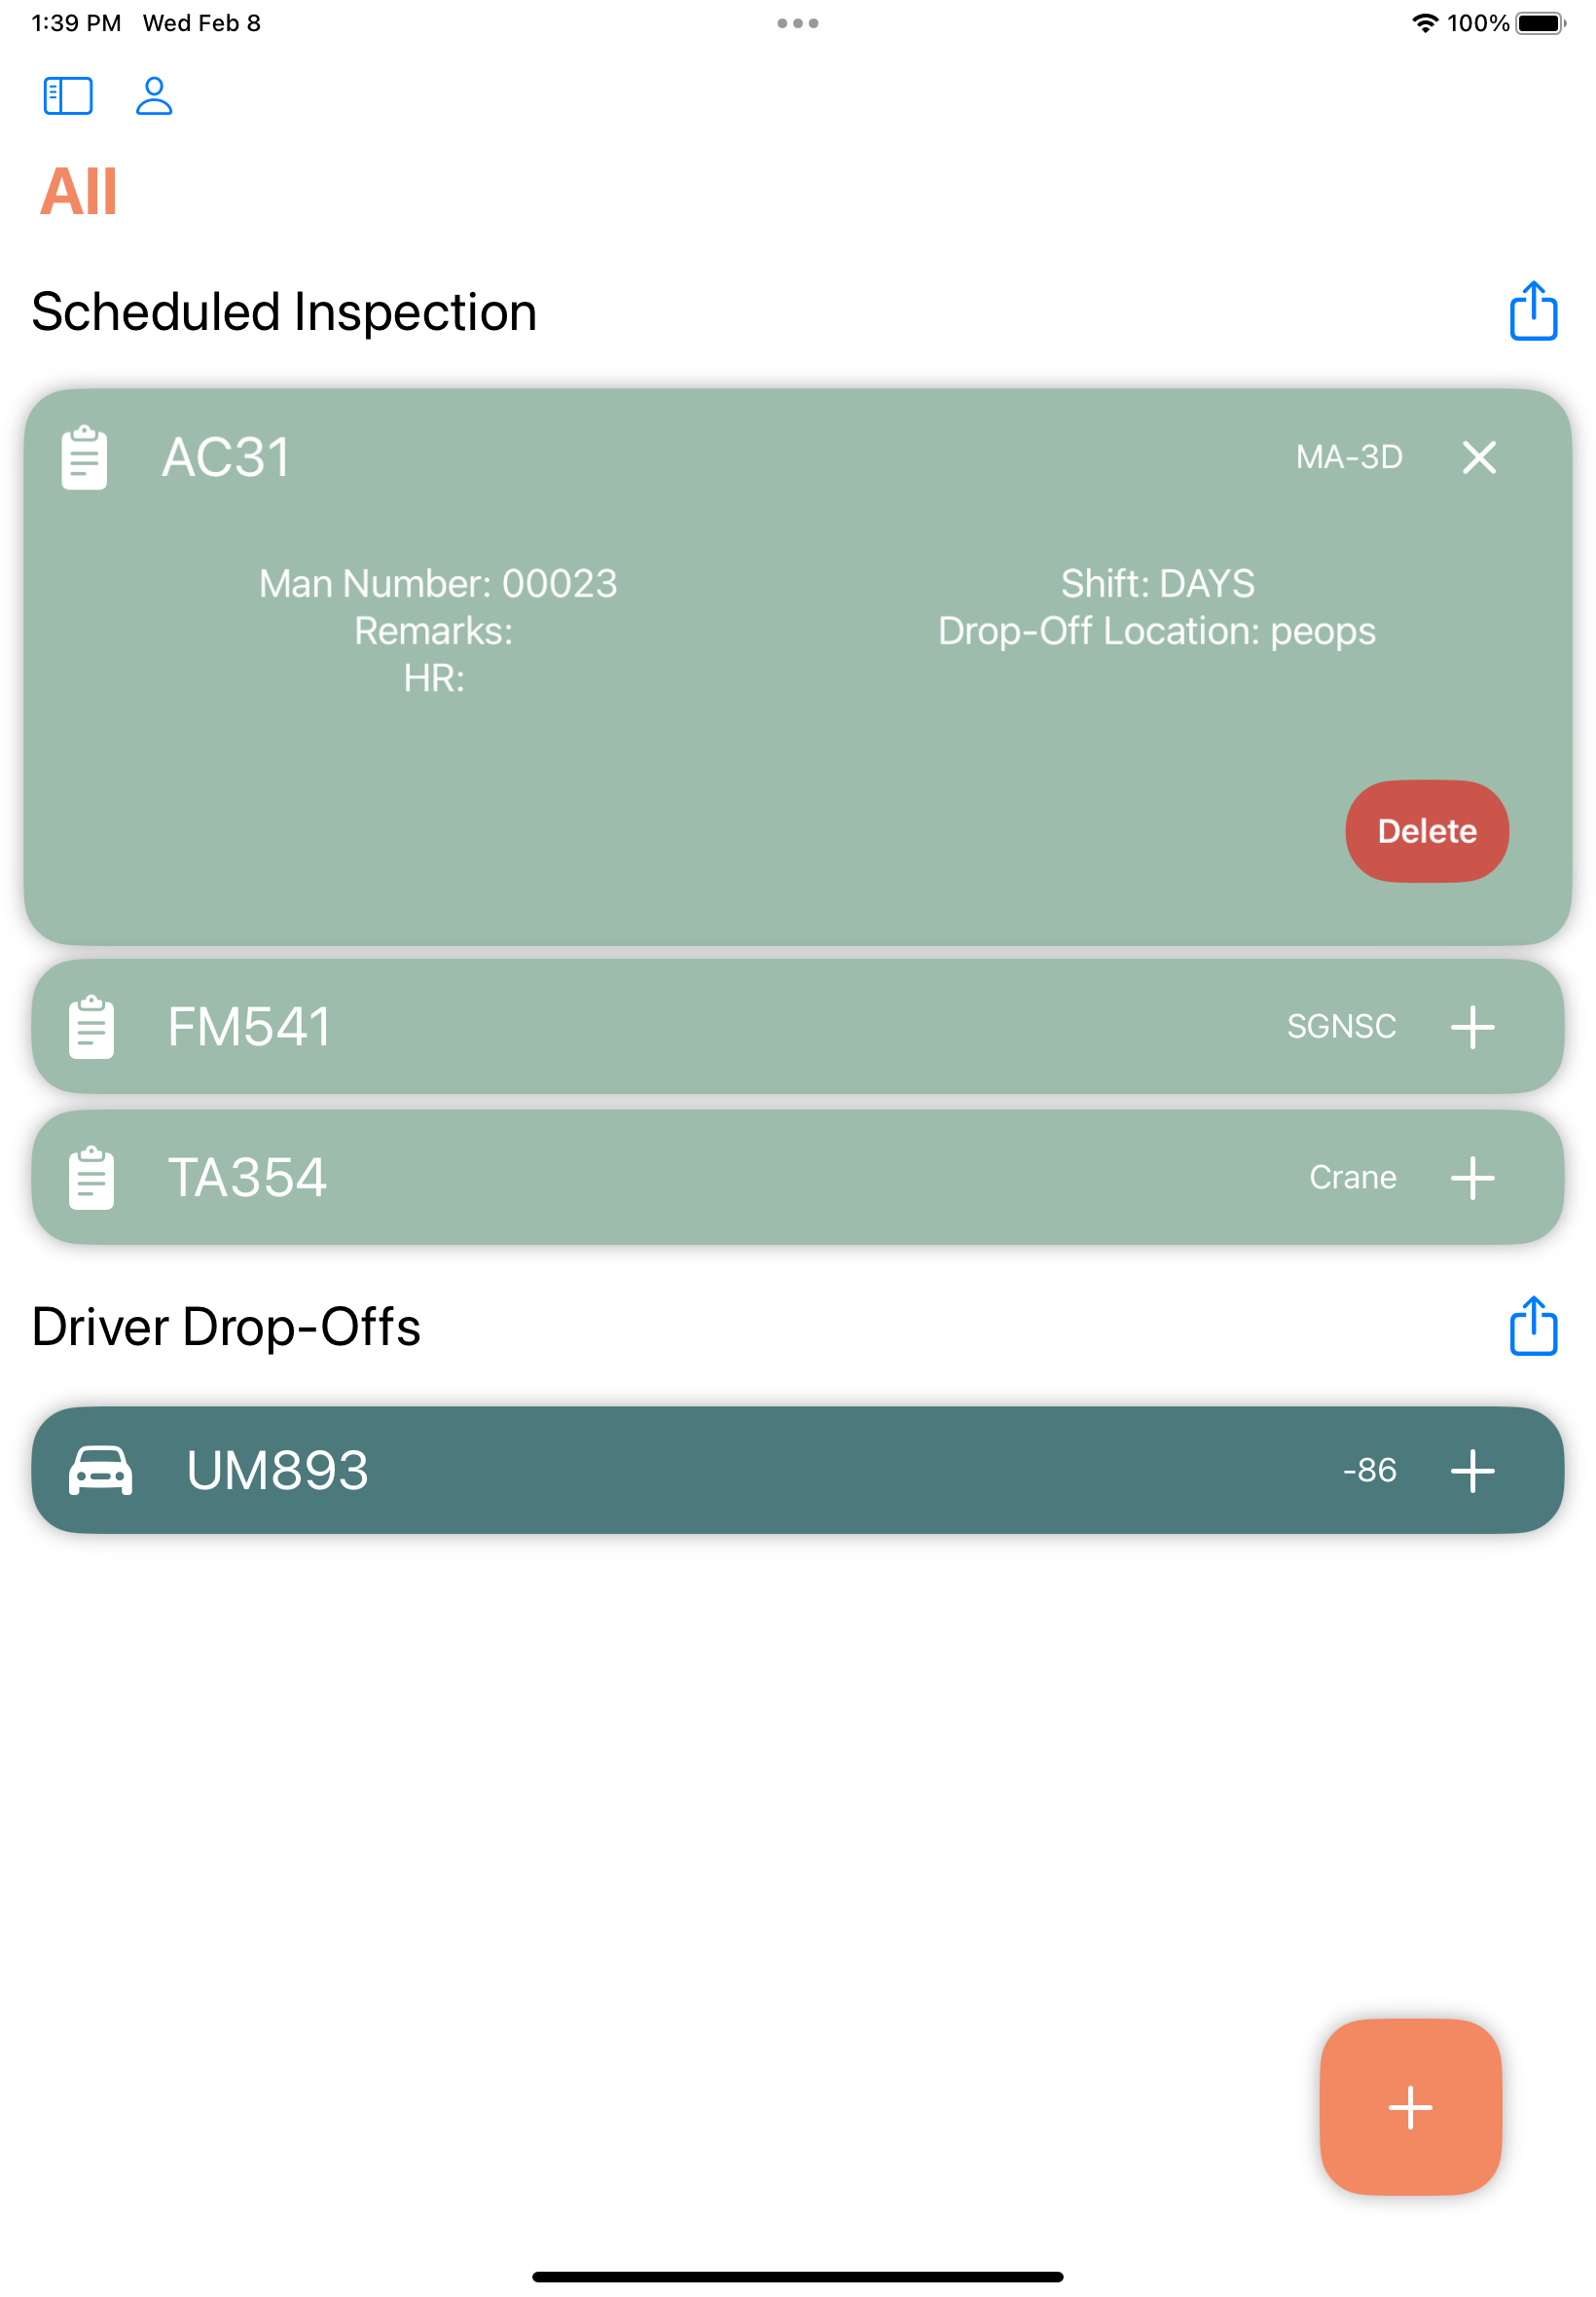 1:39 PM Wed Feb 8 100%
All
Scheduled Inspection
AC31 MA-3D
Man Number: 00023 Shift: DAYS
Remarks: Drop-Off Location: peops
HR:
Delete
FM541 SGNSC
TA354 Crane
Driver Drop-Offs
UM893 -86